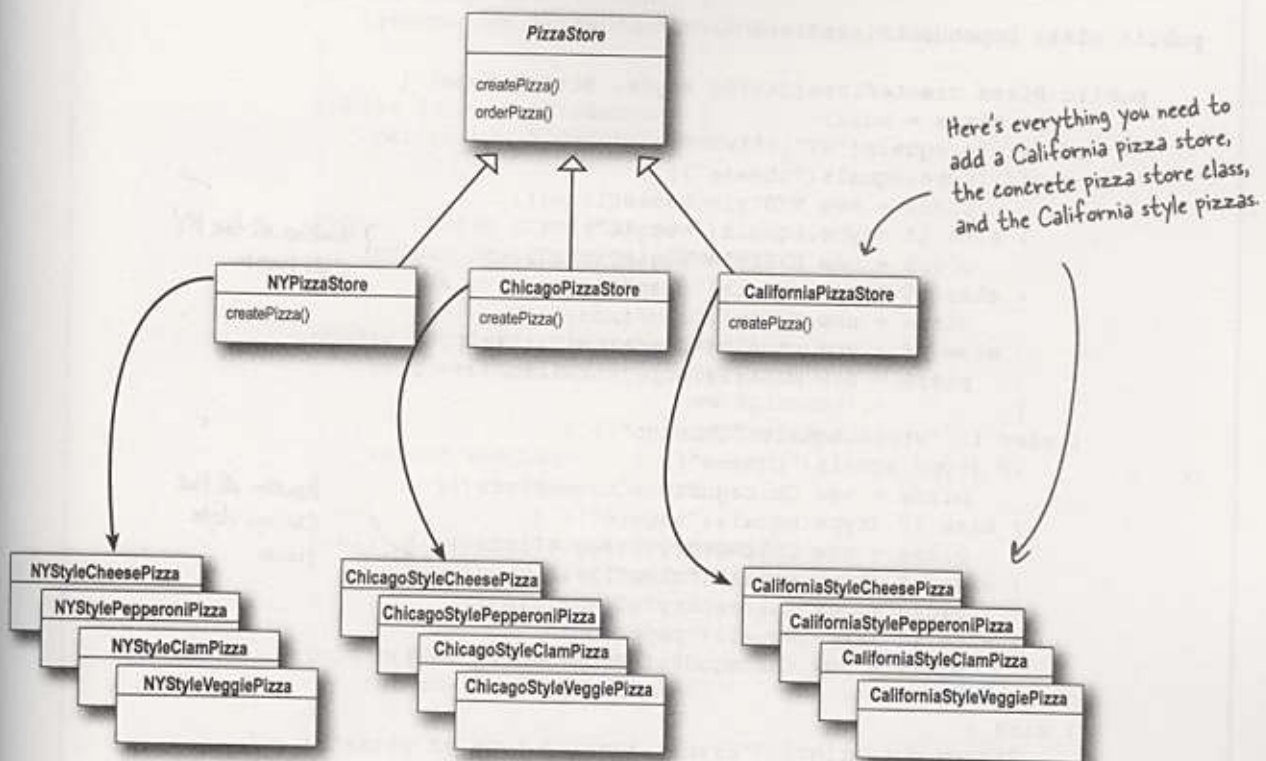 PizzaStore
createPizza()
orderPizza()
Here's everything you need to
add a California pizza store,
the concrete pizza store class,
and the California style pizzas.
NYPizzaStore
createPizza()
ChicagoPizzaStore
createPizza()
CaliforniaPizzaStore
createPizza()
NYStyleCheesePizza
NYStylePepperoniPizza
NYStyleClamPizza
NYStyleVeggiePizza
ChicagoStyleCheesePizza
ChicagoStylePepperoniPizza
ChicagoStyleClamPizza
ChicagoStyleVeggiePizza
CaliforniaStyleCheesePizza
CaliforniaStylePepperoniPizza
CaliforniaStyleClamPizza
CaliforniaStyleVeggiePizza